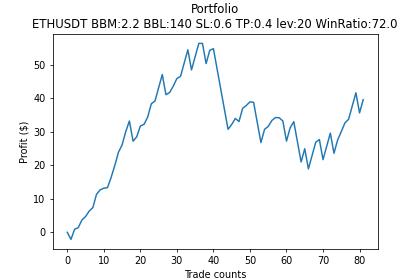 Portfolio
ETHUSDT BBM:2.2 BBL:140 SL:0.6 TP:0.4 lev:20 WinRatio:72.0
50
40
30
20
10
0
Profit ($)
0 10 20 30 40 50 60 70 80
Trade counts